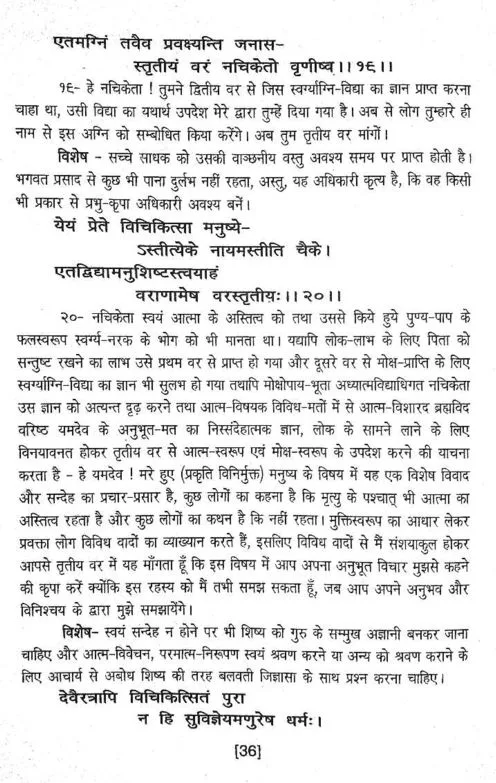 एतमग्निं तवैव प्रवक्ष्यन्ति जनास-
स्तृतीयं वरं नचिकेतो वृणीष्व।।१९।।
१९- हे नचिकेता ! तुमने द्वितीय वर से जिस स्वर्ग्याग्नि-विद्या का ज्ञान प्राप्त करना
चाहा था, उसी विद्या का यथार्थ उपदेश मेरे द्वारा तुम्हें दिया गया है। अब से लोग तुम्हारे ही
नाम से इस अग्नि को सम्बोधित किया करेंगे। अब तुम तृतीय वर मांगों।
विशेष - सच्चे साधक को उसकी वाञ्छनीय वस्तु अवश्य समय पर प्राप्त होती है।
भगवत प्रसाद से कुछ भी पाना दुर्लभ नहीं रहता, अस्तु, यह अधिकारी कृत्य है, कि वह किसी
भी प्रकार से प्रभु-कृपा अधिकारी अवश्य बनें।
येयं प्रेते विचिकित्सा मनुष्ये-
ऽस्तीत्येके नायमस्तीति चैके।
एतद्विद्यामनुशिष्टस्त्वयाहं
वराणामेष वरस्तृतीयः।।२०।।
२०- नचिकेता स्वयं आत्मा के अस्तित्व को तथा उससे किये हुये पुण्य-पाप के
फलस्वरूप स्वर्ग्य-नरक के भोग को भी मानता था। यद्यापि लोक-लाभ के लिए पिता को
सन्तुष्ट रखने का लाभ उसे प्रथम वर से प्राप्त हो गया और दूसरे वर से मोक्ष-प्राप्ति के लिए
स्वर्ग्याग्नि-विद्या का ज्ञान भी सुलभ हो गया तथापि मोक्षोपाय-भूता अध्यात्मविद्याधिगत नचिकेता
उस ज्ञान को अत्यन्त दृढ़ करने तथा आत्म-विषयक विविध-मतों में से आत्म-विशारद ब्रह्मविद
वरिष्ट यमदेव के अनुभूत-मत का निस्संदेहात्मक ज्ञान, लोक के सामने लाने के लिए
विनयावनत होकर तृतीय वर से आत्म-स्वरूप एवं मोक्ष-स्वरूप के उपदेश करने की याचना
करता है - हे यमदेव ! मरे हुए (प्रकृति विनिर्मुक्त) मनुष्य के विषय में यह एक विशेष विवाद
और सन्देह का प्रचार-प्रसार है, कुछ लोगों का कहना है कि मृत्यु के पश्चात् भी आत्मा का
अस्तित्व रहता है और कुछ लोगों का कथन है कि नहीं रहता। मुक्तिस्वरूप का आधार लेकर
प्रवक्ता लोग विविध वादों का व्याख्यान करते हैं, इसलिए विविध वादों से मैं संशयाकुल होकर
आपसे तृतीय वर में यह माँगता हूँ कि इस विषय में आप अपना अनुभूत विचार मुझसे कहने
की कृपा करें क्योंकि इस रहस्य को मैं तभी समझ सकता हूँ, जब आप अपने अनुभव और
विनिश्चय के द्वारा मुझे समझायेंगे।
विशेष- स्वयं सन्देह न होने पर भी शिष्य को गुरु के सम्मुख अज्ञानी बनकर जाना
चाहिए और आत्म-विवेचन, परमात्म-निरूपण स्वयं श्रवण करने या अन्य को श्रवण कराने के
लिए आचार्य से अबोध शिष्य की तरह बलवती जिज्ञासा के साथ प्रश्न करना चाहिए।
देवैरत्रापि विचिकित्सितं पुरा
न हि सुविज्ञेयमणुरेष धर्मः।
[36]